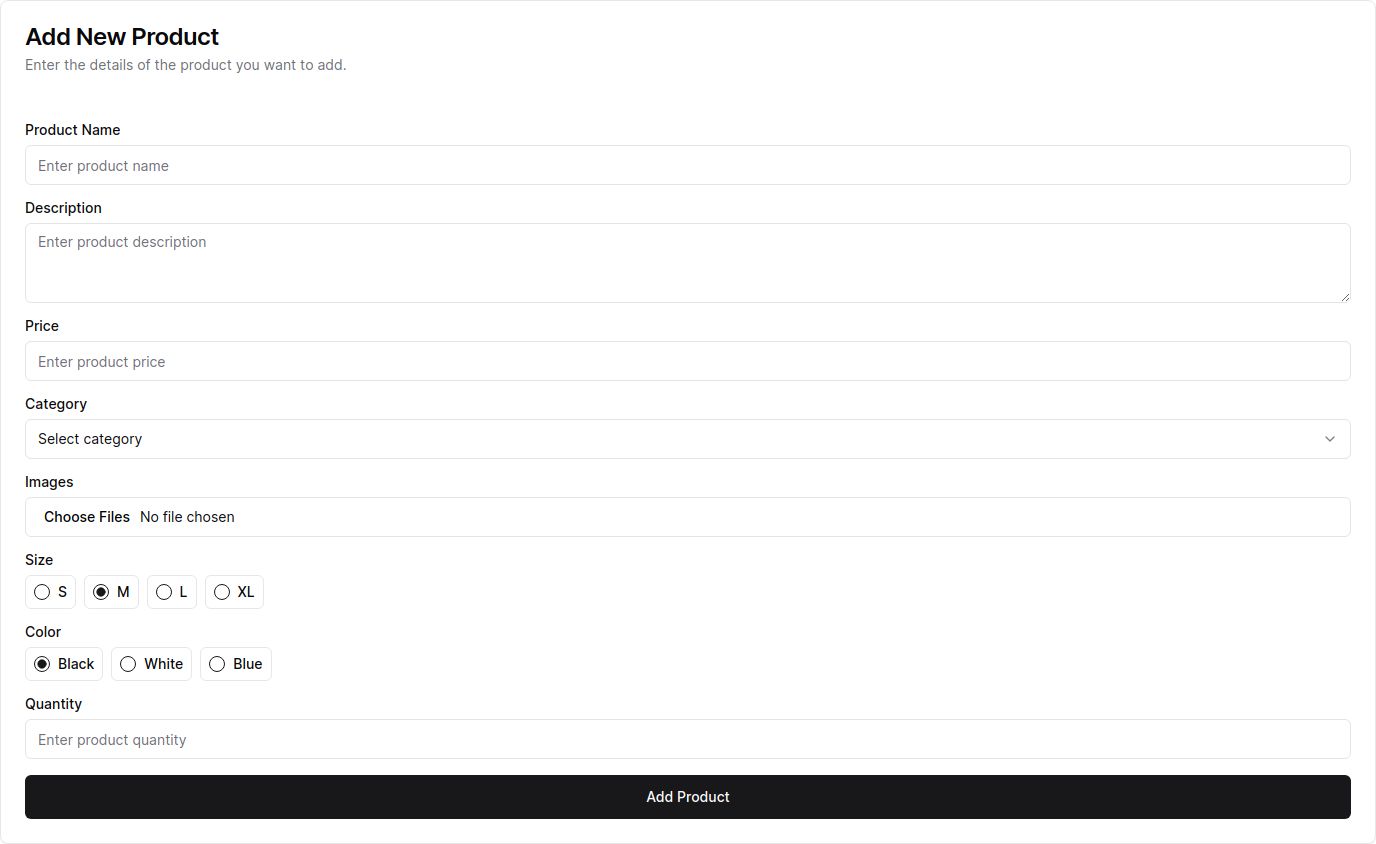 Add New Product
Enter the details of the product you want to add.
Product Name
Enter product name
Description
Enter product description
Price
Enter product price
Category
Select category
Images
Choose Files No file chosen
Size
S M L XL
Color
Black White Blue
Quantity
Enter product quantity
Add Product